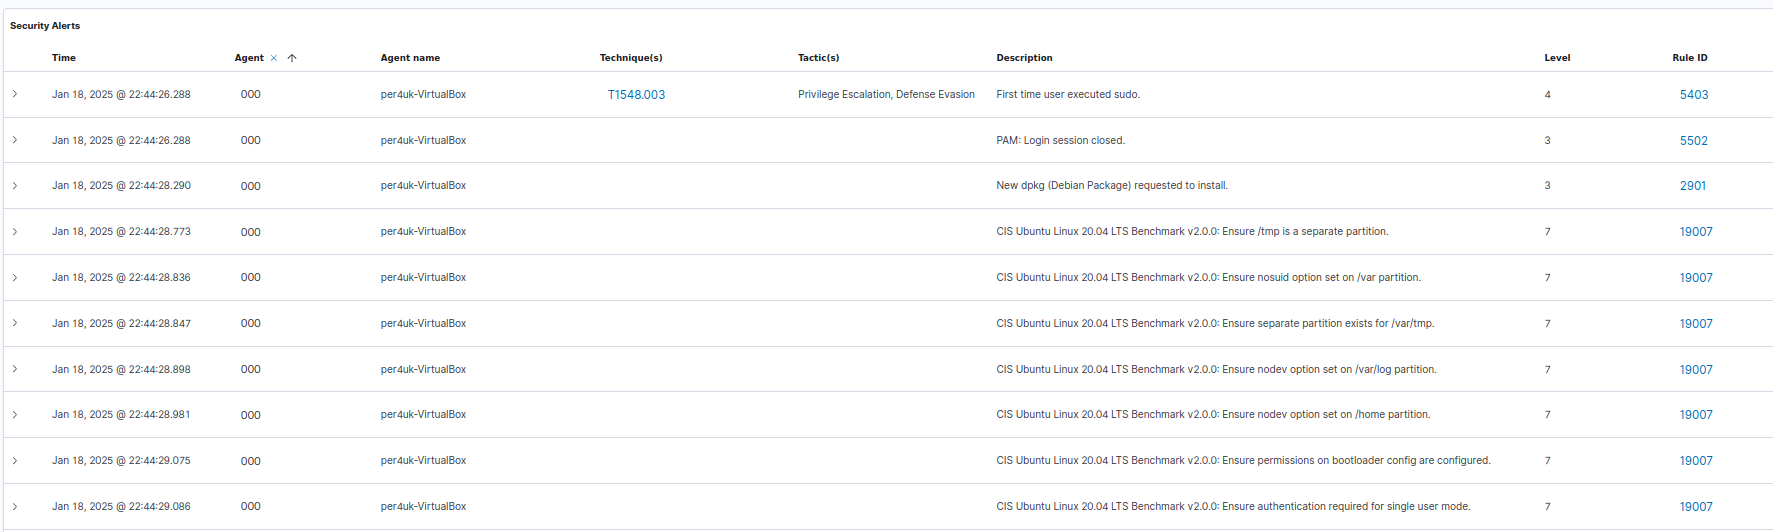 Security Alerts
Time Agent Agent name Technique(s) Tactic(s) Description Level Rule ID
Jan 18, 2025 @ 22:44:26.288 000 per4uk-VirtualBox T1548.003 Privilege Escalation, Defense Evasion First time user executed sudo. 4 5403
Jan 18, 2025 @ 22:44:26.288 000 per4uk-VirtualBox PAM: Login session closed. 3 5502
Jan 18, 2025 @ 22:44:28.290 000 per4uk-VirtualBox New dpkg (Debian Package) requested to install. 3 2901
Jan 18, 2025 @ 22:44:28.773 000 per4uk-VirtualBox CIS Ubuntu Linux 20.04 LTS Benchmark v2.0.0: Ensure /tmp is a separate partition. 7 19007
Jan 18, 2025 @ 22:44:28.836 000 per4uk-VirtualBox CIS Ubuntu Linux 20.04 LTS Benchmark v2.0.0: Ensure nosuid option set on /var partition. 7 19007
Jan 18, 2025 @ 22:44:28.847 000 per4uk-VirtualBox CIS Ubuntu Linux 20.04 LTS Benchmark v2.0.0: Ensure separate partition exists for /var/tmp. 7 19007
Jan 18, 2025 @ 22:44:28.898 000 per4uk-VirtualBox CIS Ubuntu Linux 20.04 LTS Benchmark v2.0.0: Ensure nodev option set on /var/log partition. 7 19007
Jan 18, 2025 @ 22:44:28.981 000 per4uk-VirtualBox CIS Ubuntu Linux 20.04 LTS Benchmark v2.0.0: Ensure nodev option set on /home partition. 7 19007
Jan 18, 2025 @ 22:44:29.075 000 per4uk-VirtualBox CIS Ubuntu Linux 20.04 LTS Benchmark v2.0.0: Ensure permissions on bootloader config are configured. 7 19007
Jan 18, 2025 @ 22:44:29.086 000 per4uk-VirtualBox CIS Ubuntu Linux 20.04 LTS Benchmark v2.0.0: Ensure authentication required for single user mode. 7 19007